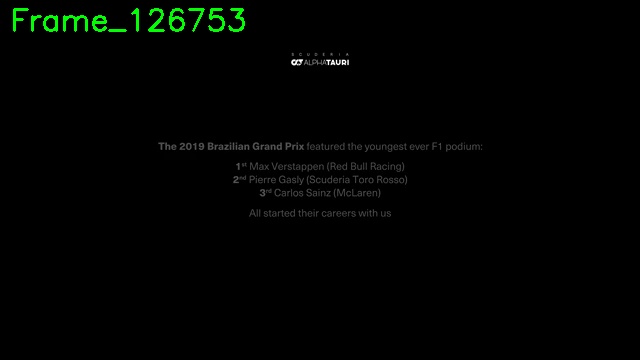 Frame_126753
SCUDERIA
ALPHATAURI
The 2019 Brazilian Grand Prix featured the youngest ever F1 podium:
1st Max Verstappen (Red Bull Racing)
2nd Pierre Gasly (Scuderia Toro Rosso)
3rd Carlos Sainz (McLaren)
All started their careers with us